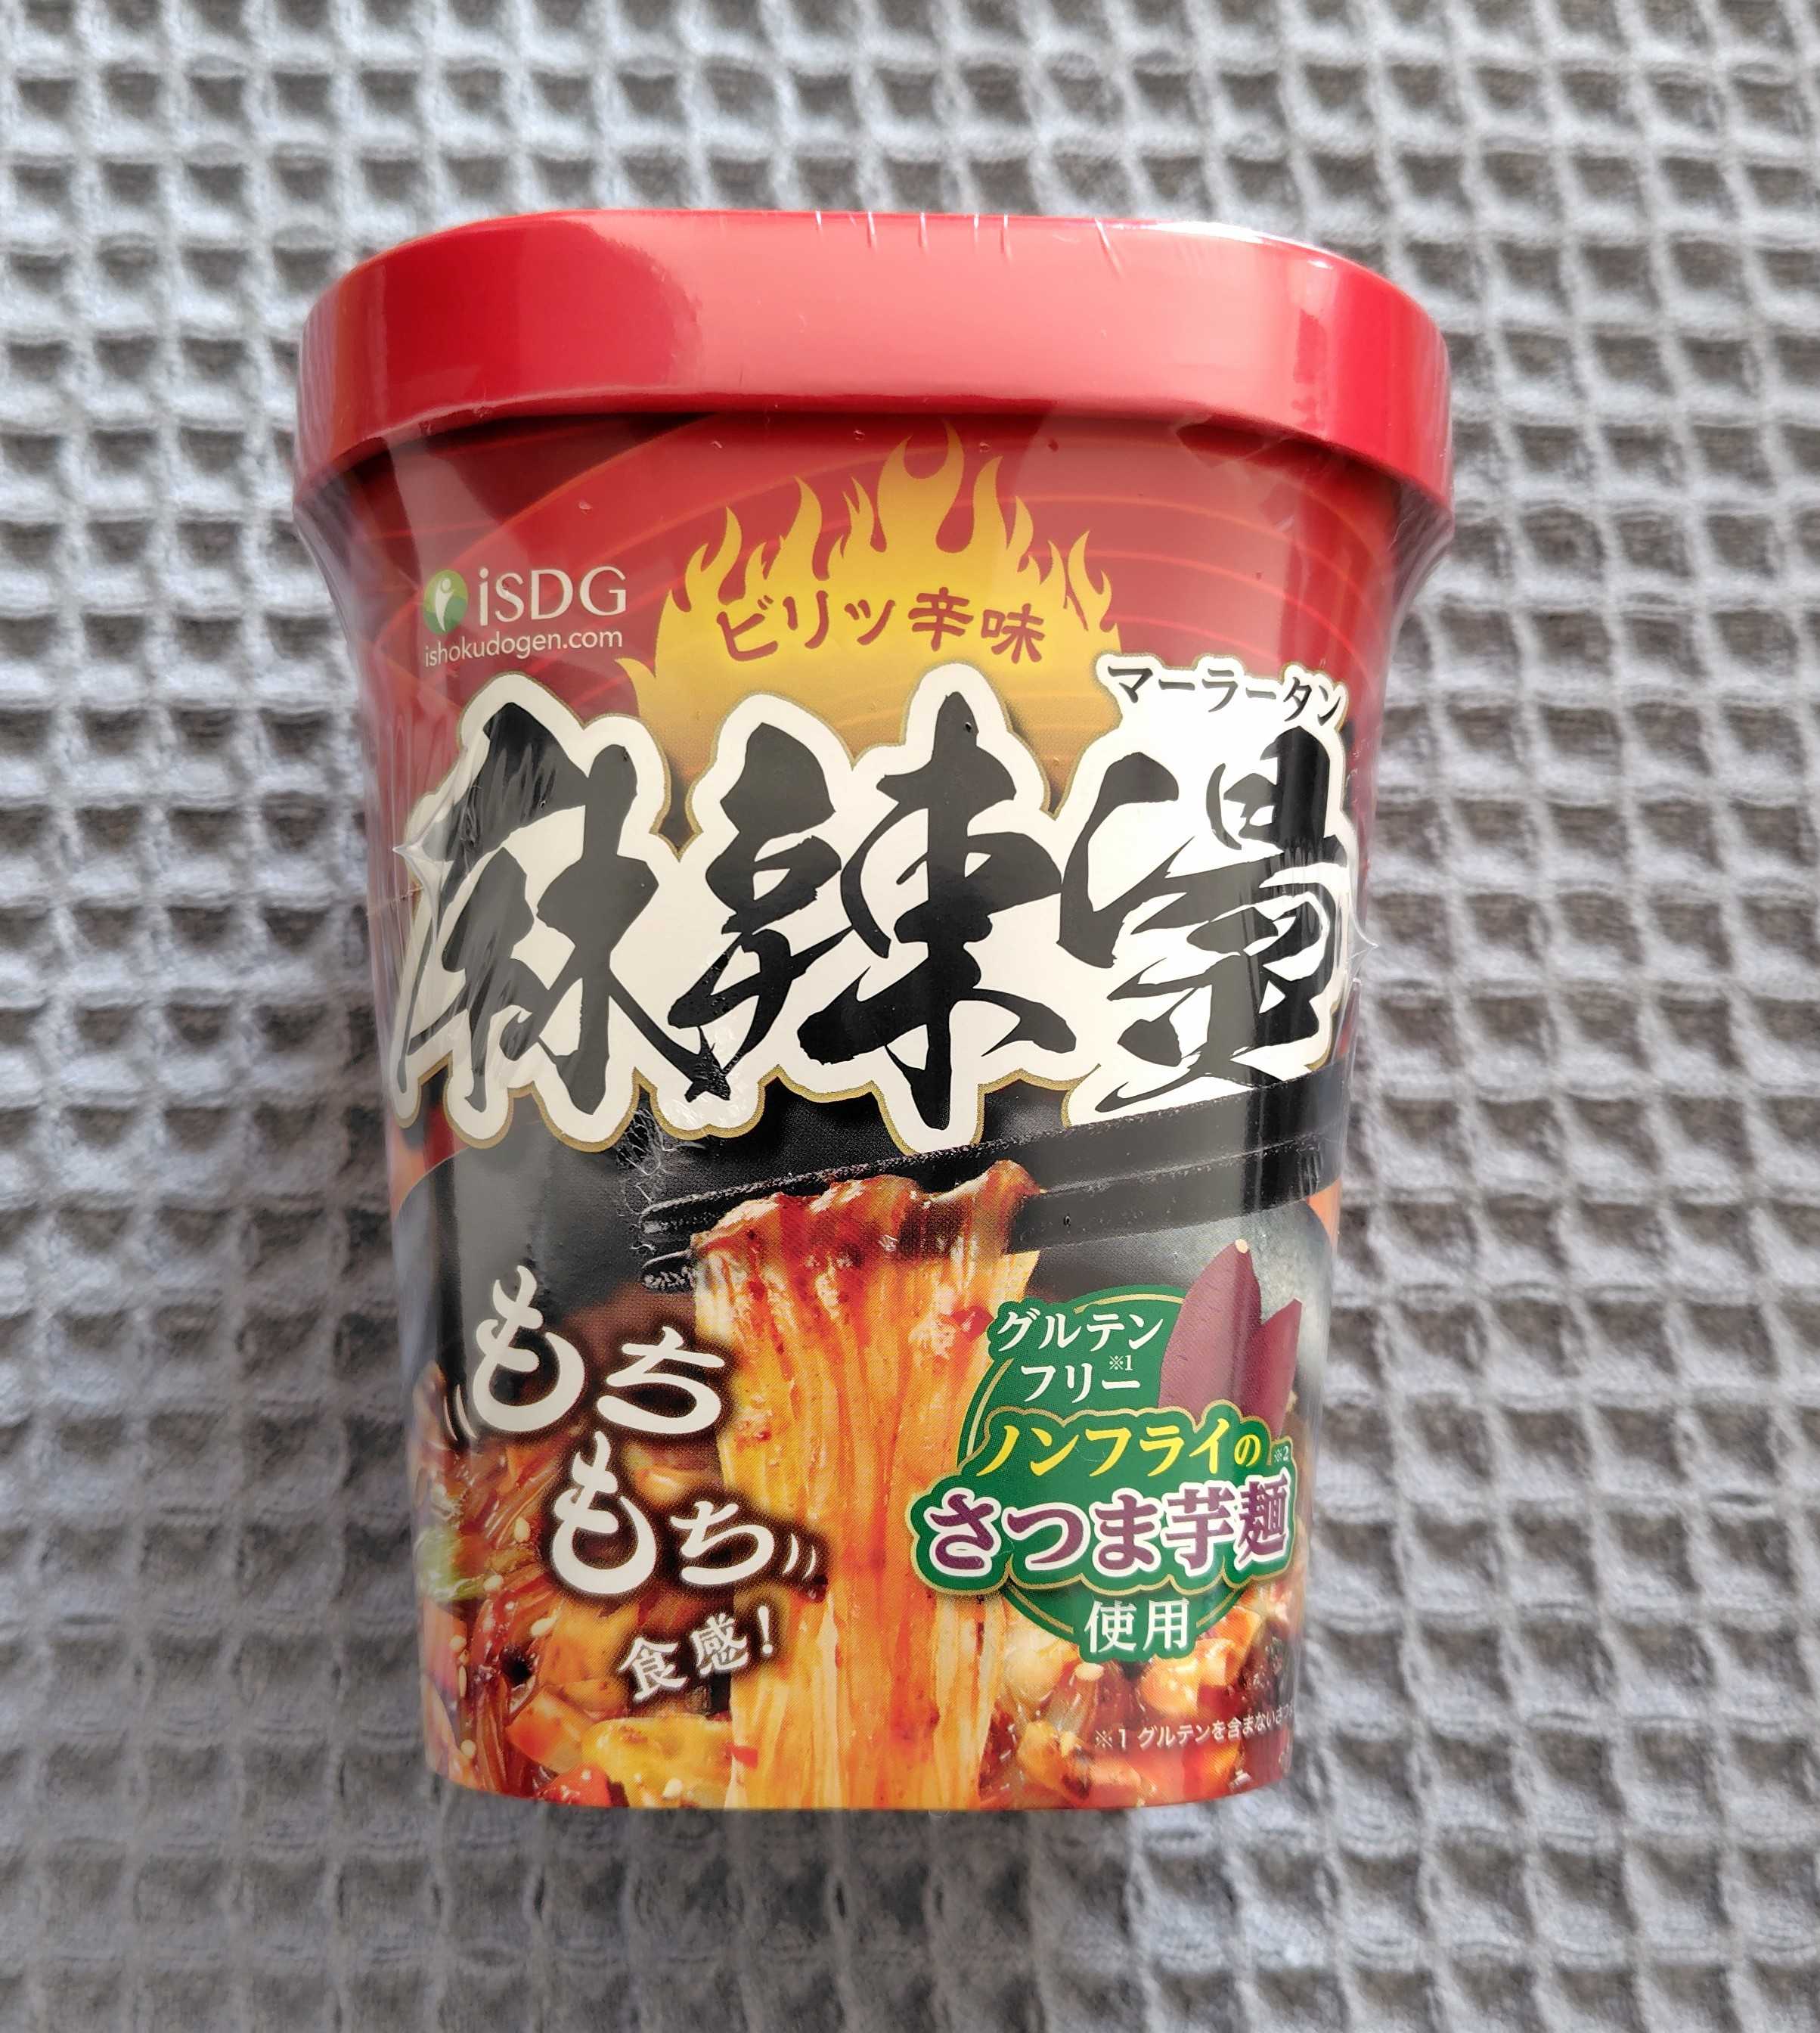 iSDG
ishokudogen.com
ビリッ辛味
マーラータン
麻辣湯
もち
もち
食感!
グルテン
フリー※1
ノンフライの※2
さつま芋麺
使用
※1 グルテンを含まない